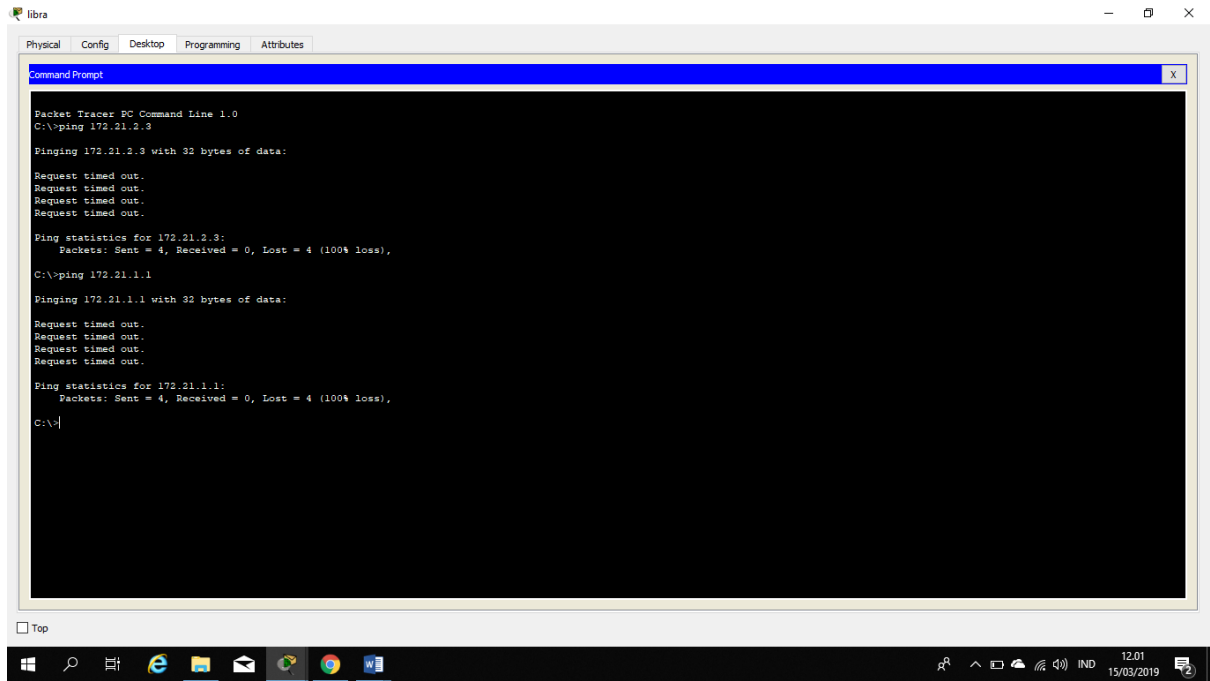 libra
Physical Config Desktop Programming Attributes
Command Prompt
X
Packet Tracer PC Command Line 1.0
C:\>ping 172.21.2.3
Pinging 172.21.2.3 with 32 bytes of data:
Request timed out.
Request timed out.
Request timed out.
Request timed out.
Ping statistics for 172.21.2.3:
Packets: Sent = 4, Received = 0, Lost = 4 (100% loss),
C:\>ping 172.21.1.1
Pinging 172.21.1.1 with 32 bytes of data:
Request timed out.
Request timed out.
Request timed out.
Request timed out.
Ping statistics for 172.21.1.1:
Packets: Sent = 4, Received = 0, Lost = 4 (100% loss),
C:\>
Top
IND
12.01
15/03/2019
2